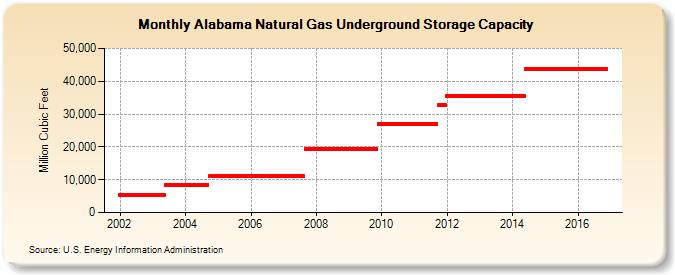 Monthly Alabama Natural Gas Underground Storage Capacity
Million Cubic Feet
50,000
40,000
30,000
20,000
10,000
0
2002 2004 2006 2008 2010 2012 2014 2016
Source: U.S. Energy Information Administration